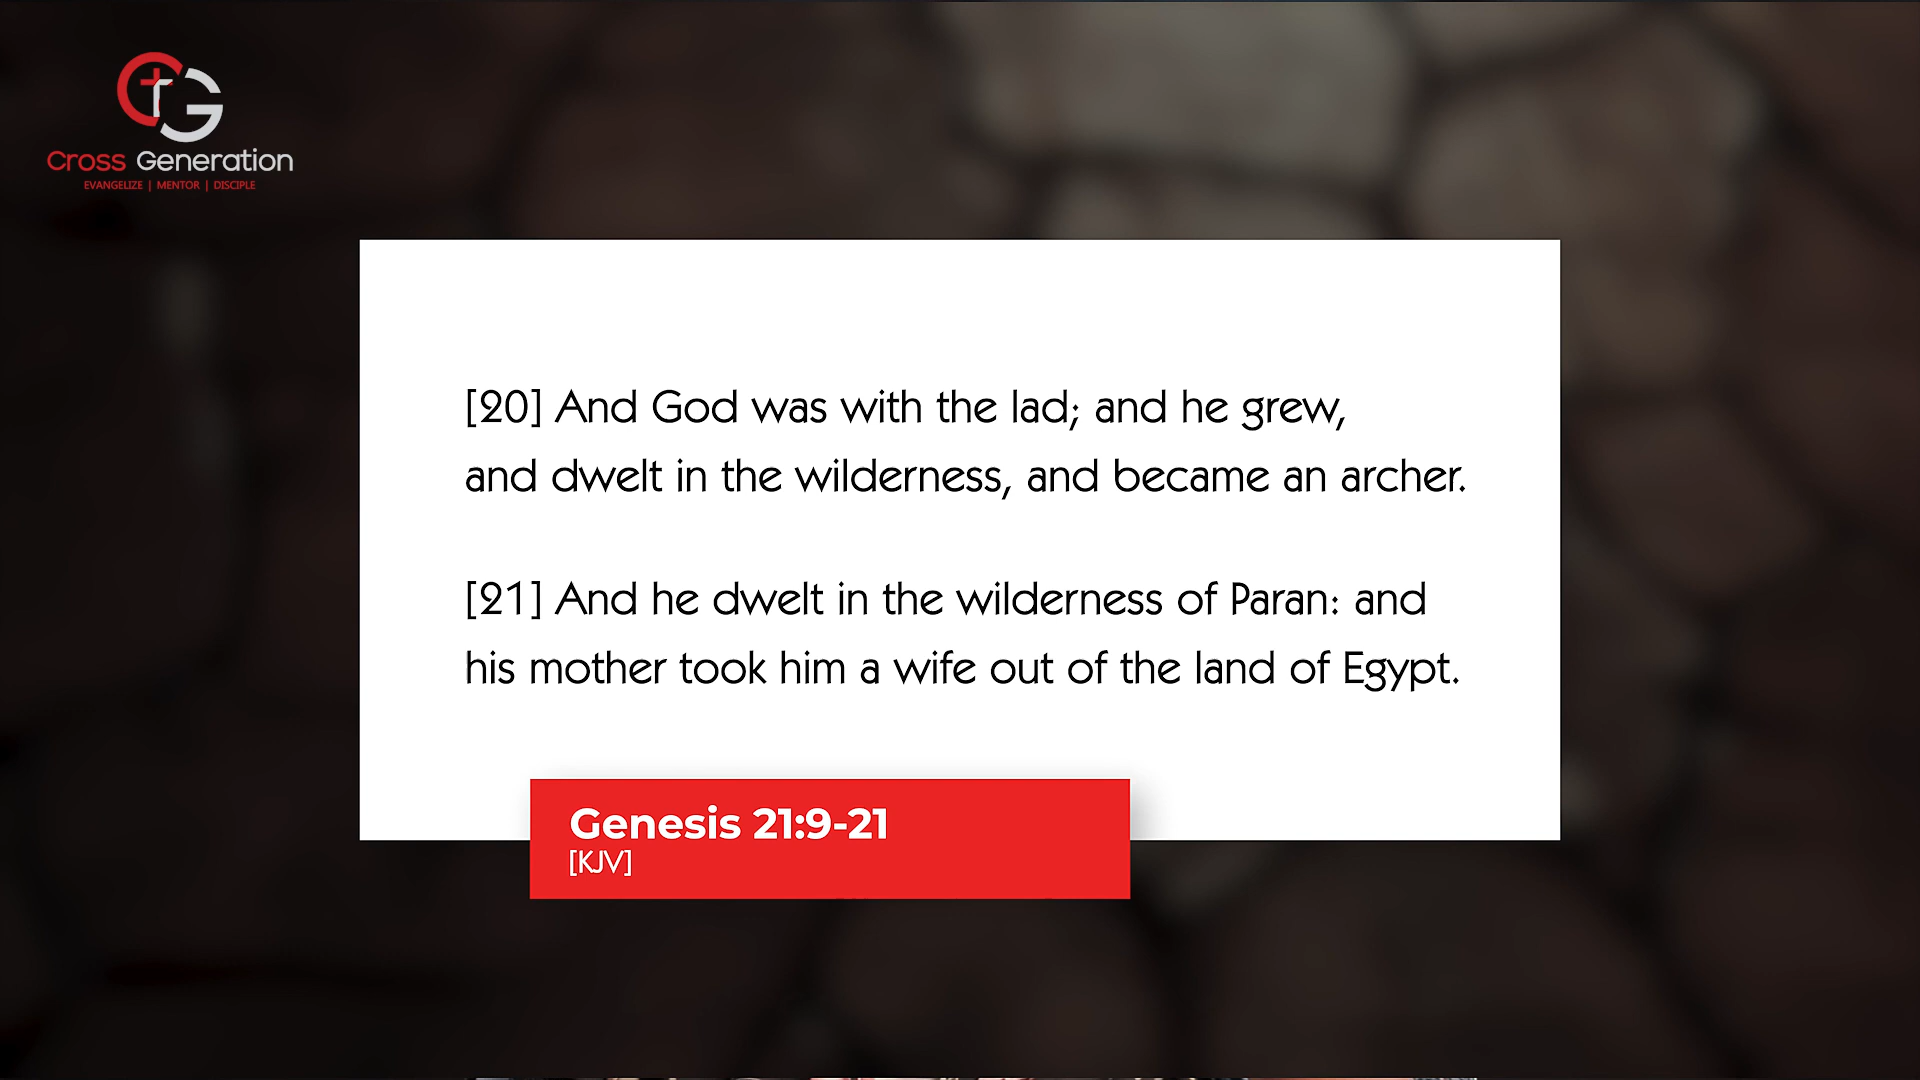 Cross Generation
EVANGELIZE | MENTOR | DISCIPLE
[20] And God was with the lad; and he grew,
and dwelt in the wilderness, and became an archer.
[21] And he dwelt in the wilderness of Paran: and
his mother took him a wife out of the land of Egypt.
Genesis 21:9-21
[KJV]